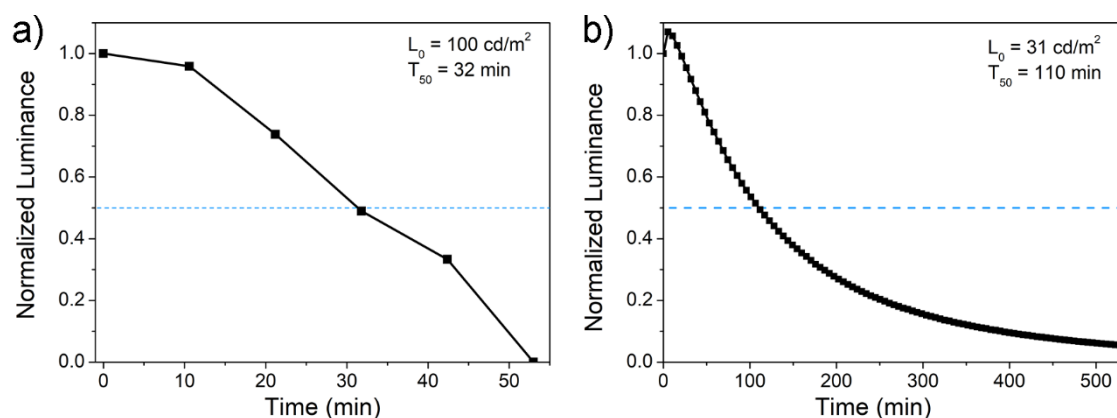 a)
L₀ = 100 cd/m²
T₅₀ = 32 min
Normalized Luminance
1.0
0.8
0.6
0.4
0.2
0.0
0 10 20 30 40 50
Time (min)
b)
L₀ = 31 cd/m²
T₅₀ = 110 min
Normalized Luminance
1.0
0.8
0.6
0.4
0.2
0.0
0 100 200 300 400 500
Time (min)